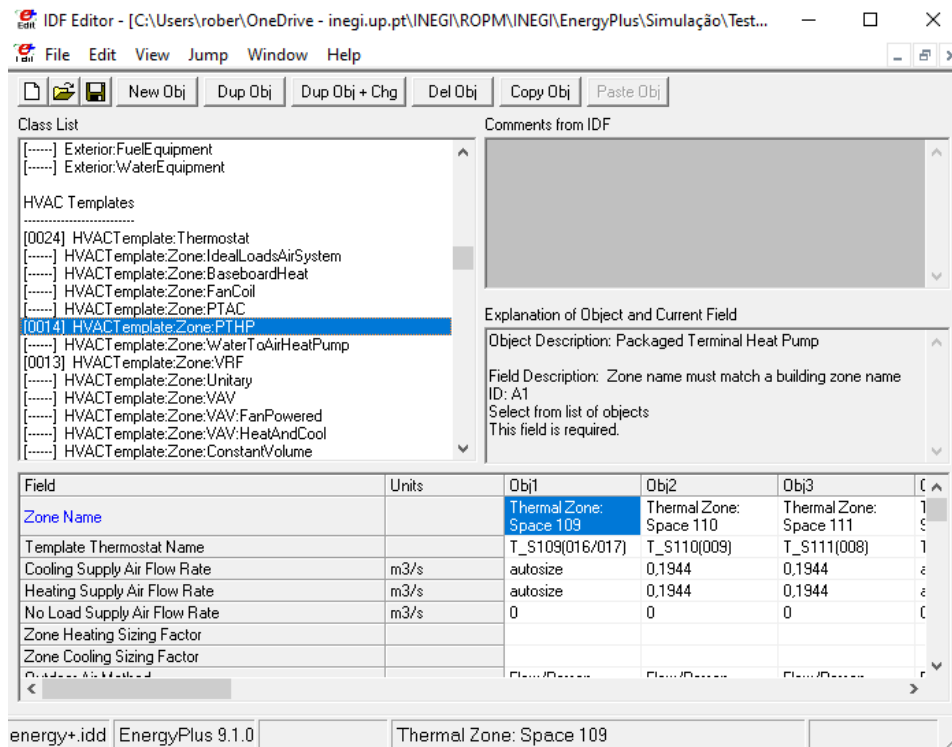 IDF Editor - [C:\Users\rober\OneDrive - inegi.up.pt\INEGI\ROPM\INEGI\EnergyPlus\Simulação\Test...
File Edit View Jump Window Help
New Obj Dup Obj Dup Obj + Chg Del Obj Copy Obj Paste Obj
Class List
[------] Exterior:FuelEquipment
[------] Exterior:WaterEquipment
HVAC Templates
----------------------------
[0024] HVACTemplate:Thermostat
[------] HVACTemplate:Zone:IdealLoadsAirSystem
[------] HVACTemplate:Zone:BaseboardHeat
[------] HVACTemplate:Zone:FanCoil
[------] HVACTemplate:Zone:PTAC
[0014] HVACTemplate:Zone:PTHP
[------] HVACTemplate:Zone:WaterToAirHeatPump
[0013] HVACTemplate:Zone:VRF
[------] HVACTemplate:Zone:Unitary
[------] HVACTemplate:Zone:VAV
[------] HVACTemplate:Zone:VAV:FanPowered
[------] HVACTemplate:Zone:VAV:HeatAndCool
[------] HVACTemplate:Zone:ConstantVolume
Comments from IDF
Explanation of Object and Current Field
Object Description: Packaged Terminal Heat Pump
Field Description: Zone name must match a building zone name
ID: A1
Select from list of objects
This field is required.
Field Units Obj1 Obj2 Obj3
Zone Name Thermal Zone: Space 109 Thermal Zone: Space 110 Thermal Zone: Space 111
Template Thermostat Name T_S109(016/017) T_S110(009) T_S111(008)
Cooling Supply Air Flow Rate m3/s autosize 0,1944 0,1944
Heating Supply Air Flow Rate m3/s autosize 0,1944 0,1944
No Load Supply Air Flow Rate m3/s 0 0 0
Zone Heating Sizing Factor
Zone Cooling Sizing Factor
energy+.idd EnergyPlus 9.1.0 Thermal Zone: Space 109